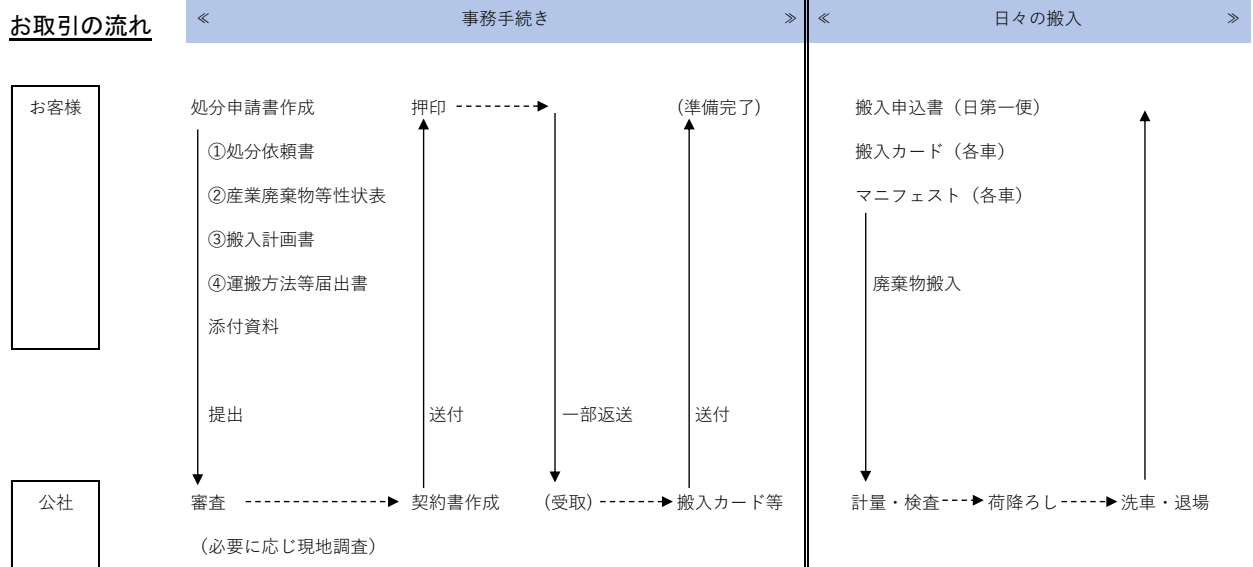 お取引の流れ
≪ 事務手続き ≫
≪ 日々の搬入 ≫
お客様
処分申請書作成
押印
(準備完了)
搬入申込書（日第一便）
①処分依頼書
搬入カード（各車）
②産業廃棄物等性状表
マニフェスト（各車）
③搬入計画書
④運搬方法等届出書
廃棄物搬入
添付資料
提出
送付
一部返送
送付
公社
審査
契約書作成
(受取)
搬入カード等
計量・検査
荷降ろし
洗車・退場
（必要に応じ現地調査）